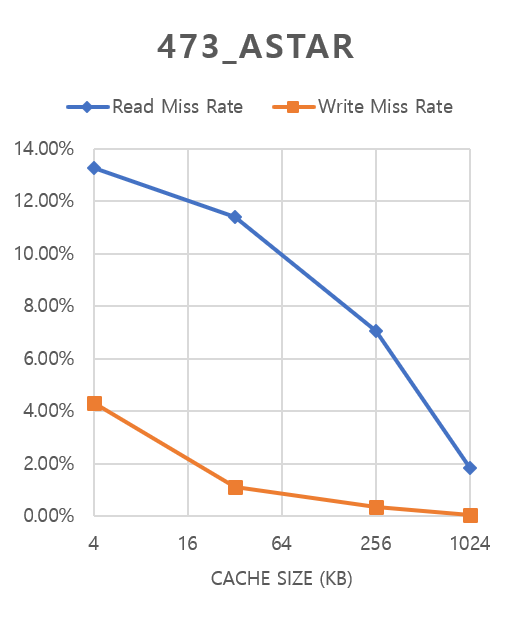 473_ASTAR
Read Miss Rate Write Miss Rate
14.00%
12.00%
10.00%
8.00%
6.00%
4.00%
2.00%
0.00%
4 16 64 256 1024
CACHE SIZE (KB)